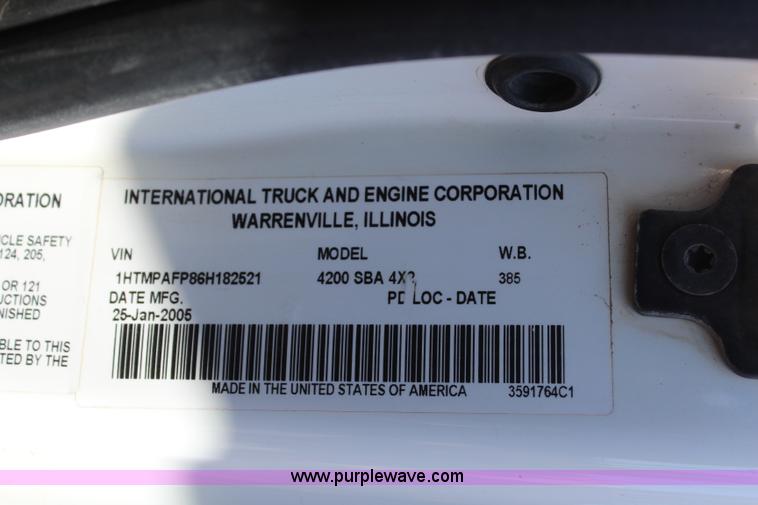 ORATION
CLE SAFETY
124, 205,
OR 121
UCTIONS
NISHED
BLE TO THIS
TED BY THE
INTERNATIONAL TRUCK AND ENGINE CORPORATION
WARRENVILLE, ILLINOIS
VIN MODEL W.B.
1HTMPAFP86H182521 4200 SBA 4X2 385
DATE MFG. PD LOC - DATE
25-Jan-2005
MADE IN THE UNITED STATES OF AMERICA 3591764C1
www.purplewave.com